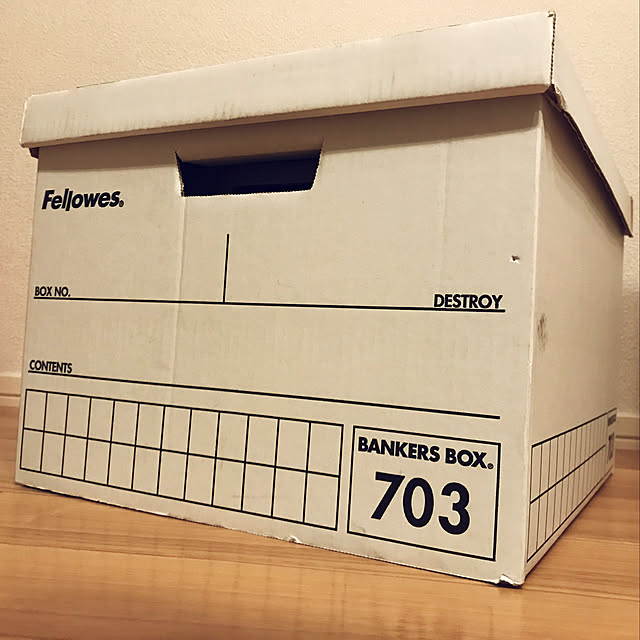 Fellowes®
BOX NO.
DESTROY
CONTENTS
BANKERS BOX®
703